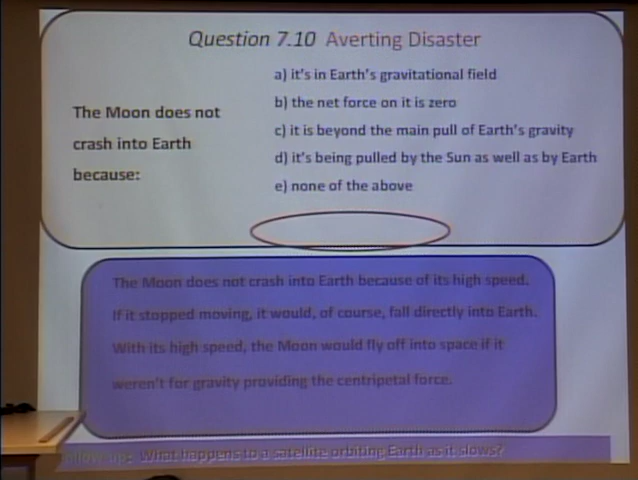 Question 7.10 Averting Disaster
The Moon does not
crash into Earth
because:
a) it's in Earth's gravitational field
b) the net force on it is zero
c) it is beyond the main pull of Earth's gravity
d) it's being pulled by the Sun as well as by Earth
e) none of the above
The Moon does not crash into Earth because of its high speed.
If it stopped moving, it would, of course, fall directly into Earth.
With its high speed, the Moon would fly off into space if it
weren't for gravity providing the centripetal force.
What happens to a satellite orbiting Earth as it slows?